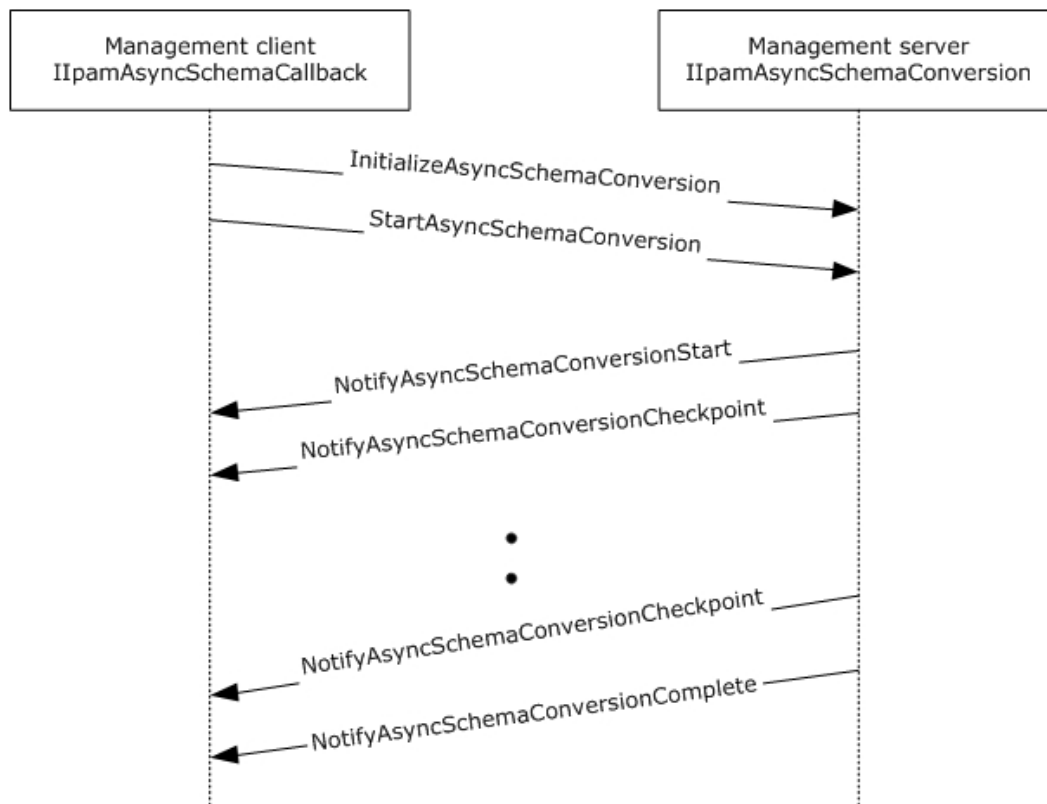 Management client
IIpamAsyncSchemaCallback
Management server
IIpamAsyncSchemaConversion
InitializeAsyncSchemaConversion
StartAsyncSchemaConversion
NotifyAsyncSchemaConversionStart
NotifyAsyncSchemaConversionCheckpoint
NotifyAsyncSchemaConversionCheckpoint
NotifyAsyncSchemaConversionComplete